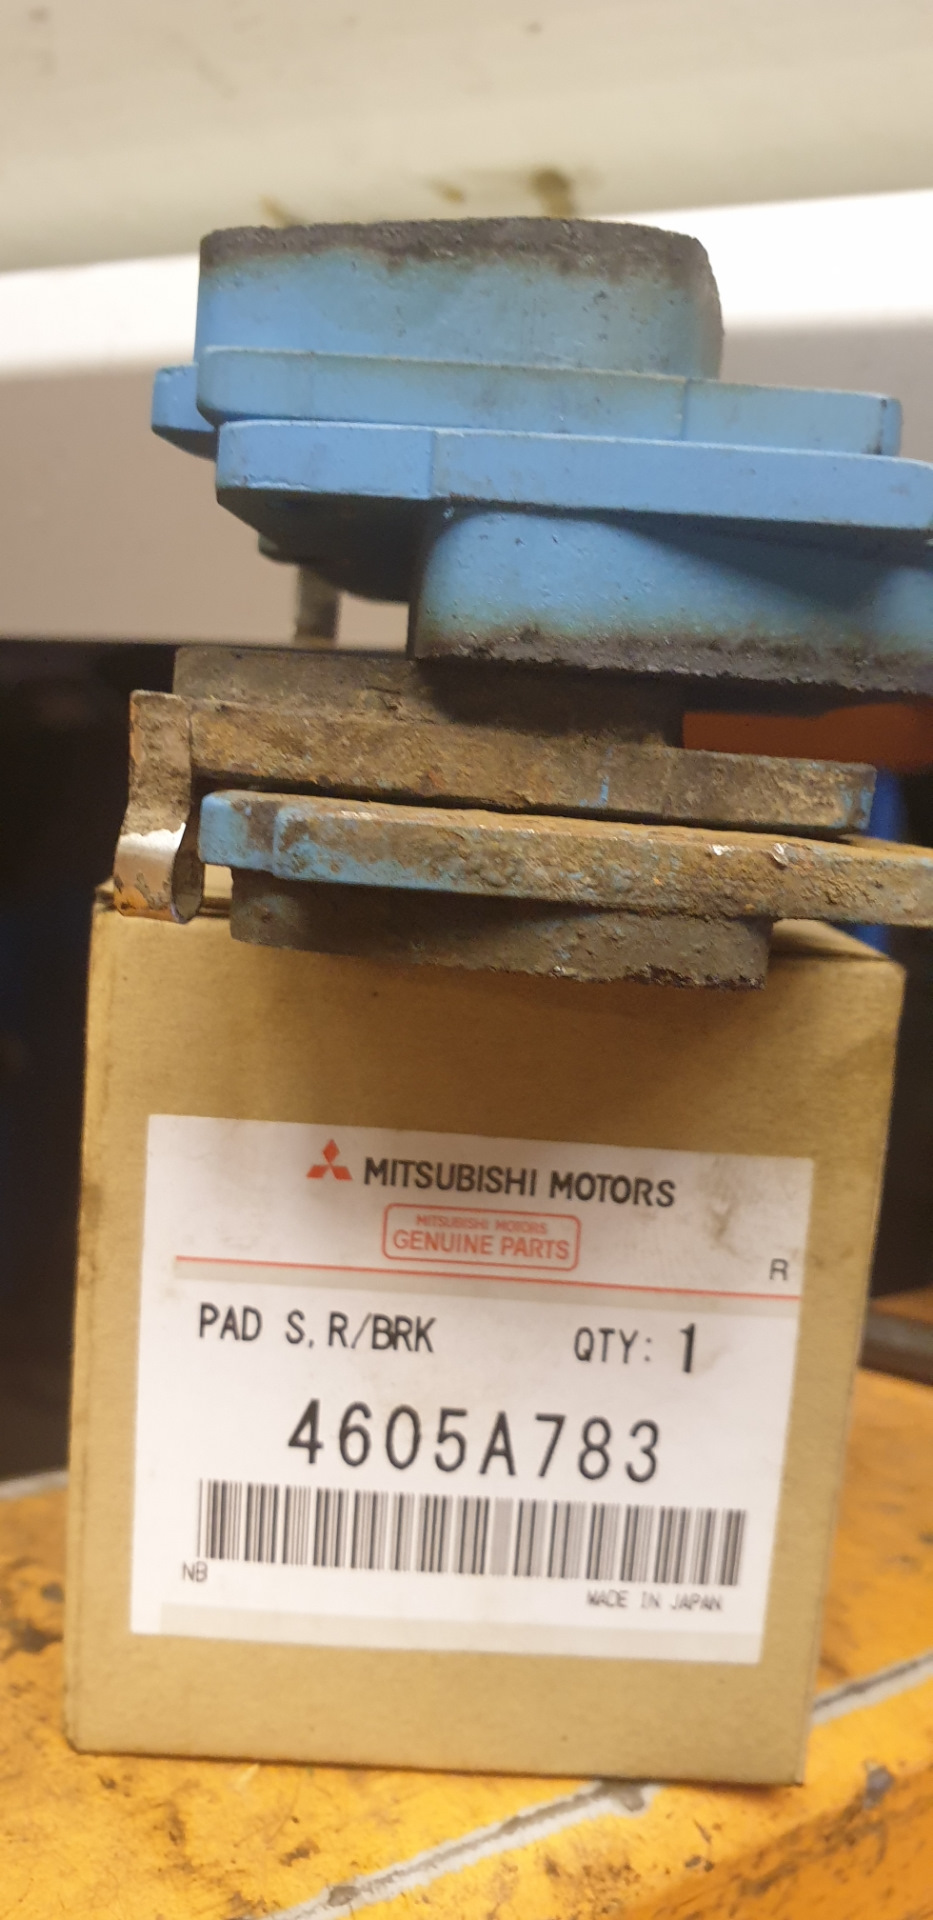 MITSUBISHI MOTORS
MITSUBISHI MOTORS
GENUINE PARTS
R
PAD S, R/BRK QTY: 1
4605A783
NB
MADE IN JAPAN